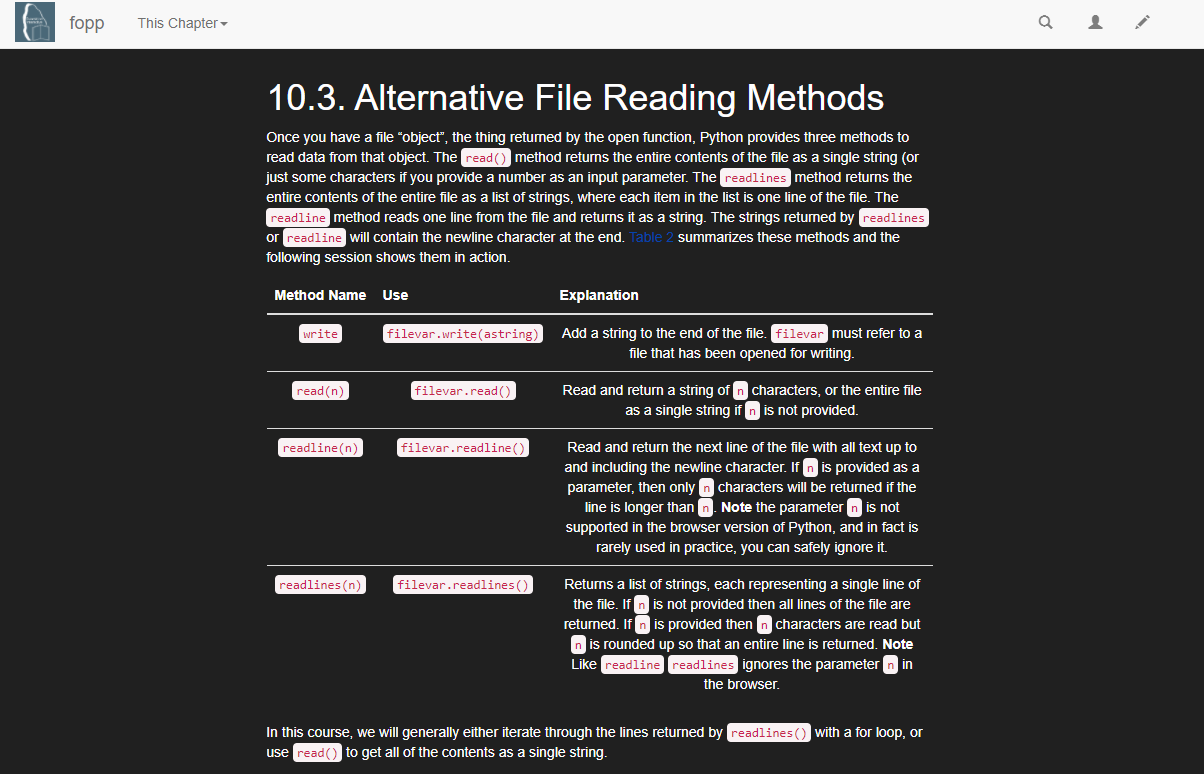 fopp This Chapter
10.3. Alternative File Reading Methods
Once you have a file “object”, the thing returned by the open function, Python provides three methods to
read data from that object. The read() method returns the entire contents of the file as a single string (or
just some characters if you provide a number as an input parameter. The readlines method returns the
entire contents of the entire file as a list of strings, where each item in the list is one line of the file. The
readline method reads one line from the file and returns it as a string. The strings returned by readlines
or readline will contain the newline character at the end. Table 2 summarizes these methods and the
following session shows them in action.
Method Name Use Explanation
write filevar.write(astring) Add a string to the end of the file. filevar must refer to a
file that has been opened for writing.
read(n) filevar.read() Read and return a string of n characters, or the entire file
as a single string if n is not provided.
readline(n) filevar.readline() Read and return the next line of the file with all text up to
and including the newline character. If n is provided as a
parameter, then only n characters will be returned if the
line is longer than n. Note the parameter n is not
supported in the browser version of Python, and in fact is
rarely used in practice, you can safely ignore it.
readlines(n) filevar.readlines() Returns a list of strings, each representing a single line of
the file. If n is not provided then all lines of the file are
returned. If n is provided then n characters are read but
n is rounded up so that an entire line is returned. Note
Like readline readlines ignores the parameter n in
the browser.
In this course, we will generally either iterate through the lines returned by readlines() with a for loop, or
use read() to get all of the contents as a single string.